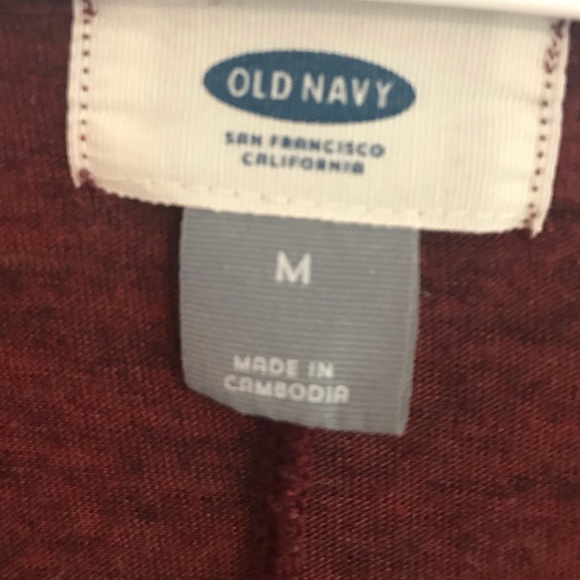 OLD NAVY
SAN FRANCISCO
CALIFORNIA
M
MADE IN
CAMBODIA